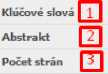 Kľúčové slová 1
Abstrakt 2
Počet strán 3